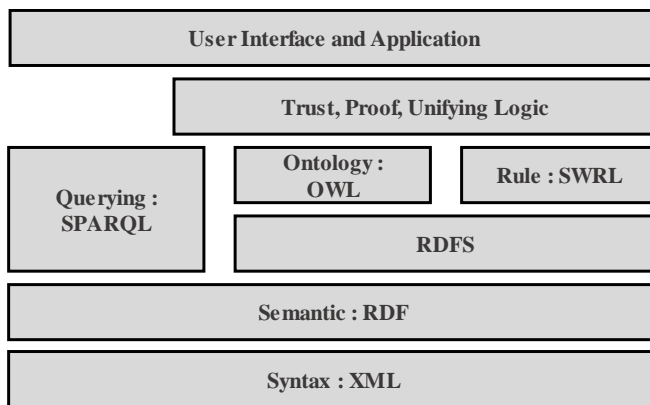 User Interface and Application
Trust, Proof, Unifying Logic
Querying :
SPARQL
Ontology :
OWL
Rule : SWRL
RDFS
Semantic : RDF
Syntax : XML